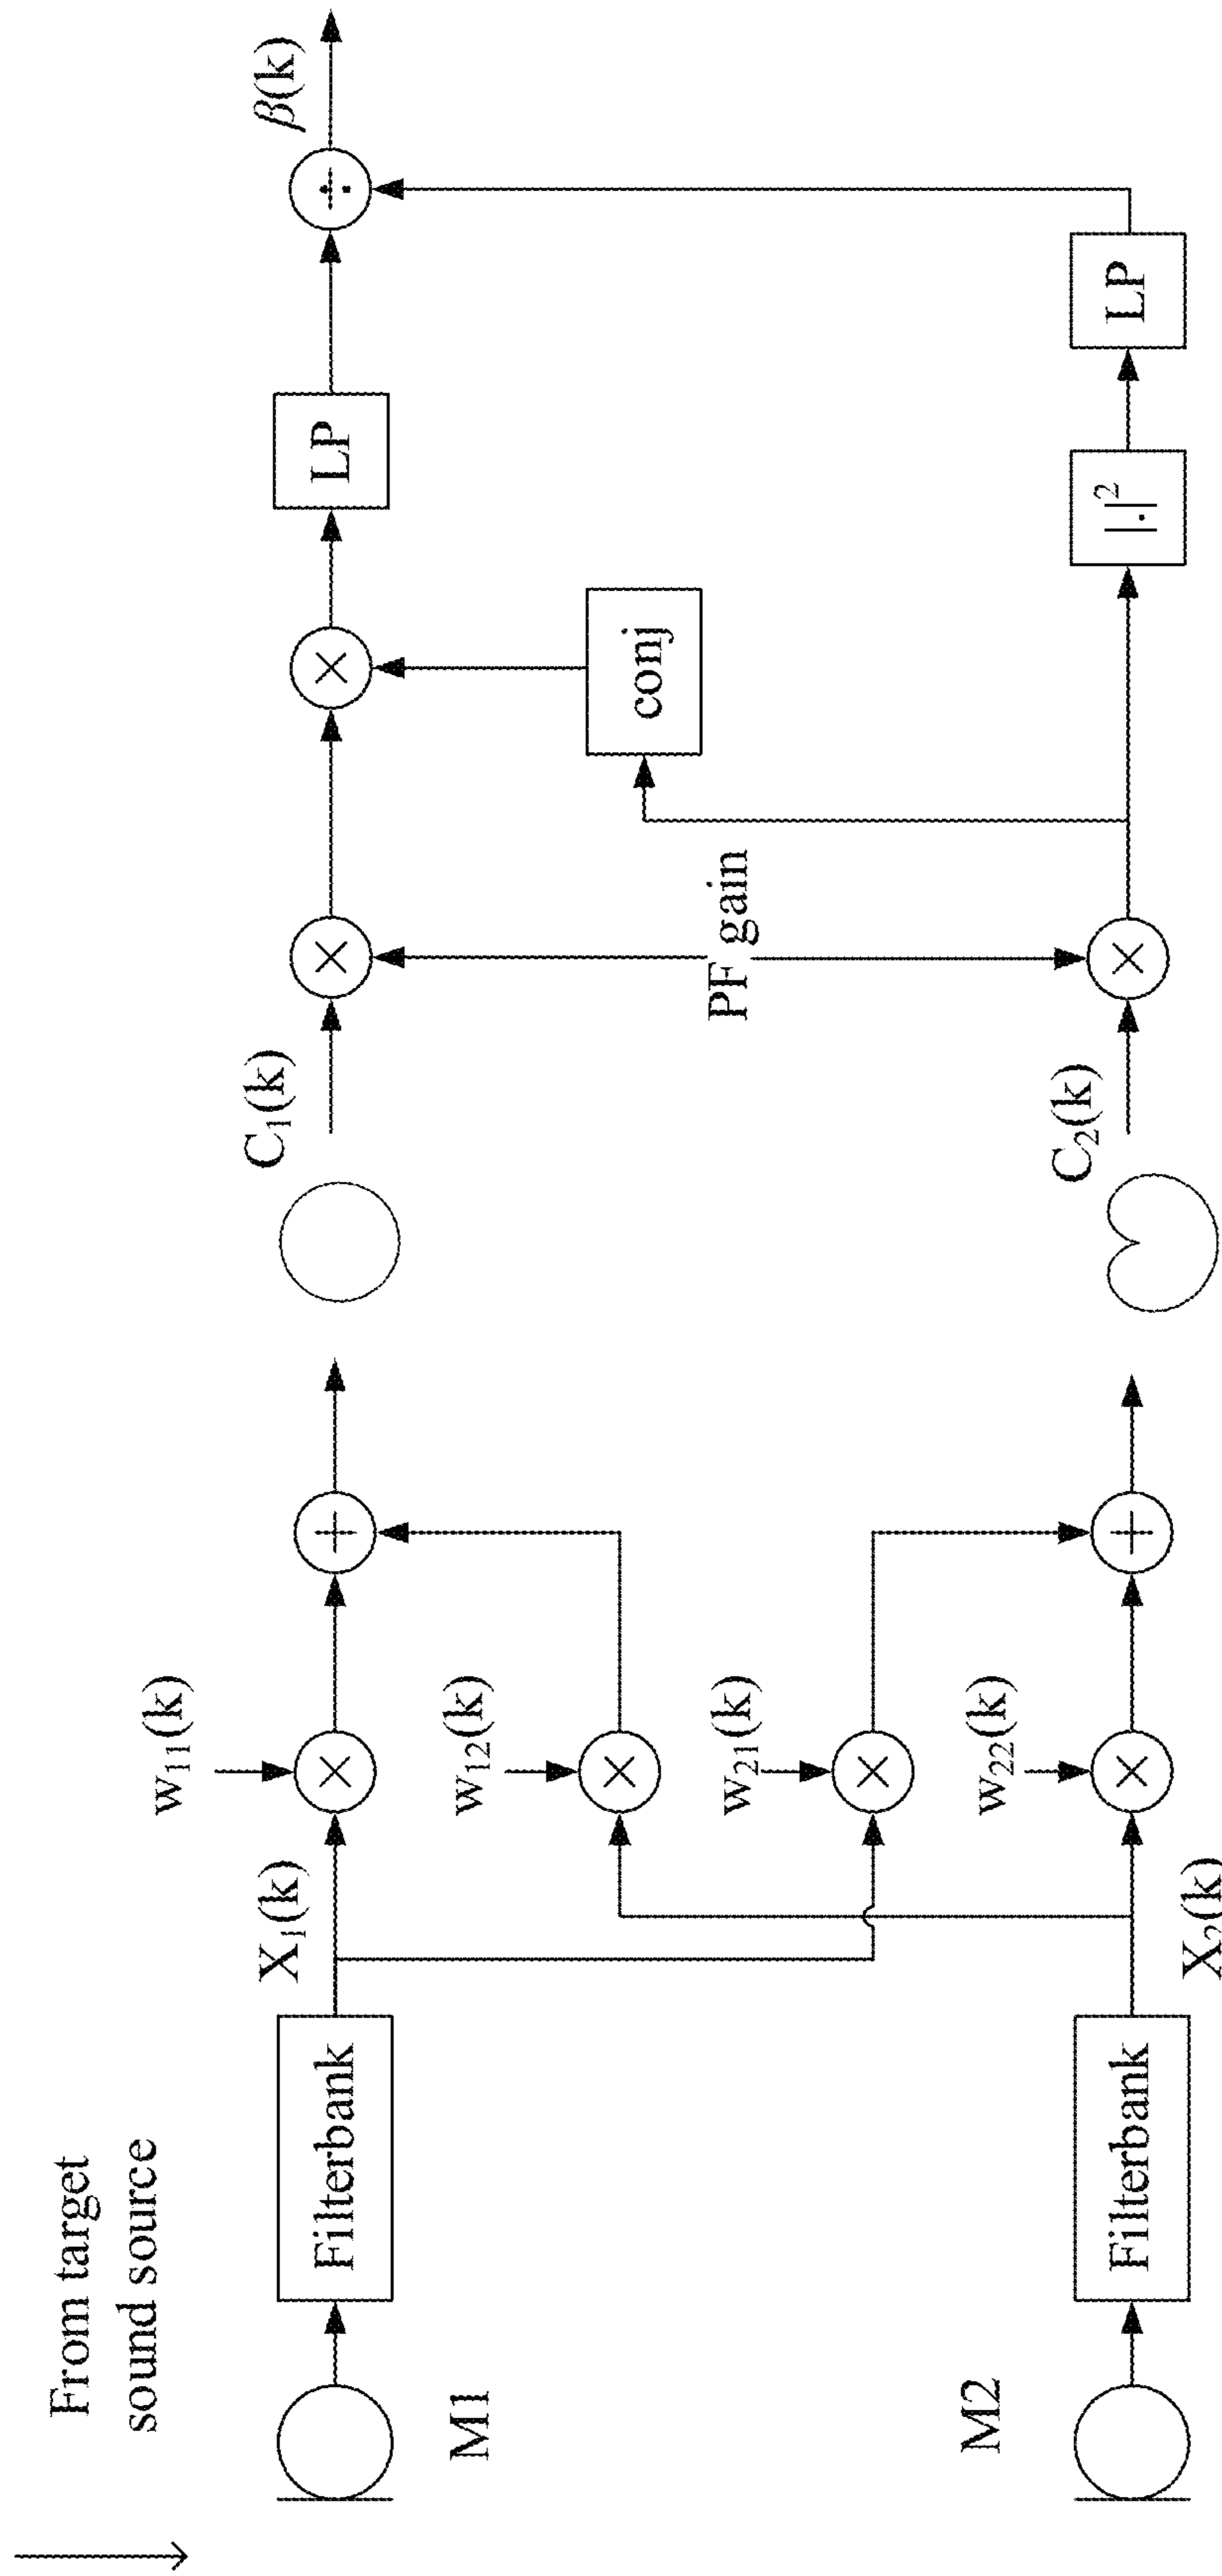 From target
sound source
M1
Filterbank
X₁(k)
w₁₁(k)
w₁₂(k)
w₂₁(k)
w₂₂(k)
M2
Filterbank
X₂(k)
C₁(k)
C₂(k)
PF gain
conj
LP
|.|²
LP
β(k)